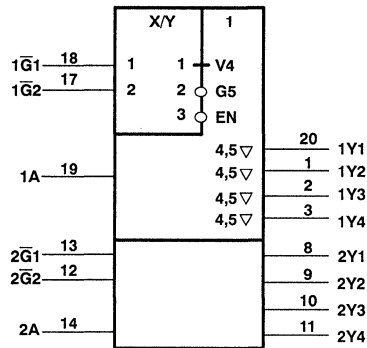 X/Y 1
1G̅1 18 1 1 V4
1G̅2 17 2 2 G5
3 EN
1A 19 4,5 ▽ 20 1Y1
4,5 ▽ 1 1Y2
4,5 ▽ 2 1Y3
4,5 ▽ 3 1Y4
2G̅1 13 8 2Y1
2G̅2 12 9 2Y2
10 2Y3
2A 14 11 2Y4